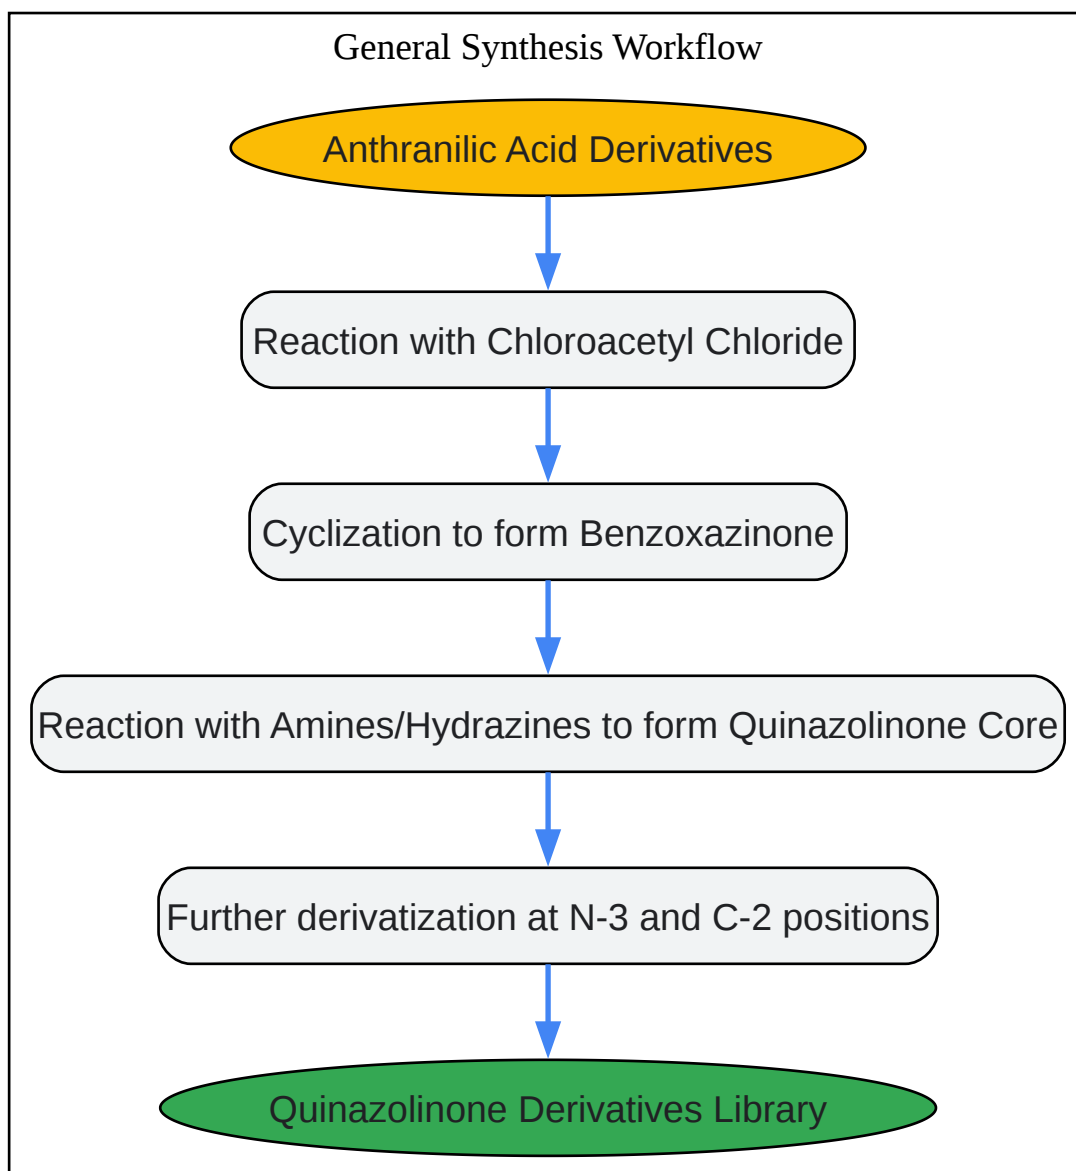 General Synthesis Workflow
Anthranilic Acid Derivatives
Reaction with Chloroacetyl Chloride
Cyclization to form Benzoxazinone
Reaction with Amines/Hydrazines to form Quinazolinone Core
Further derivatization at N-3 and C-2 positions
Quinazolinone Derivatives Library